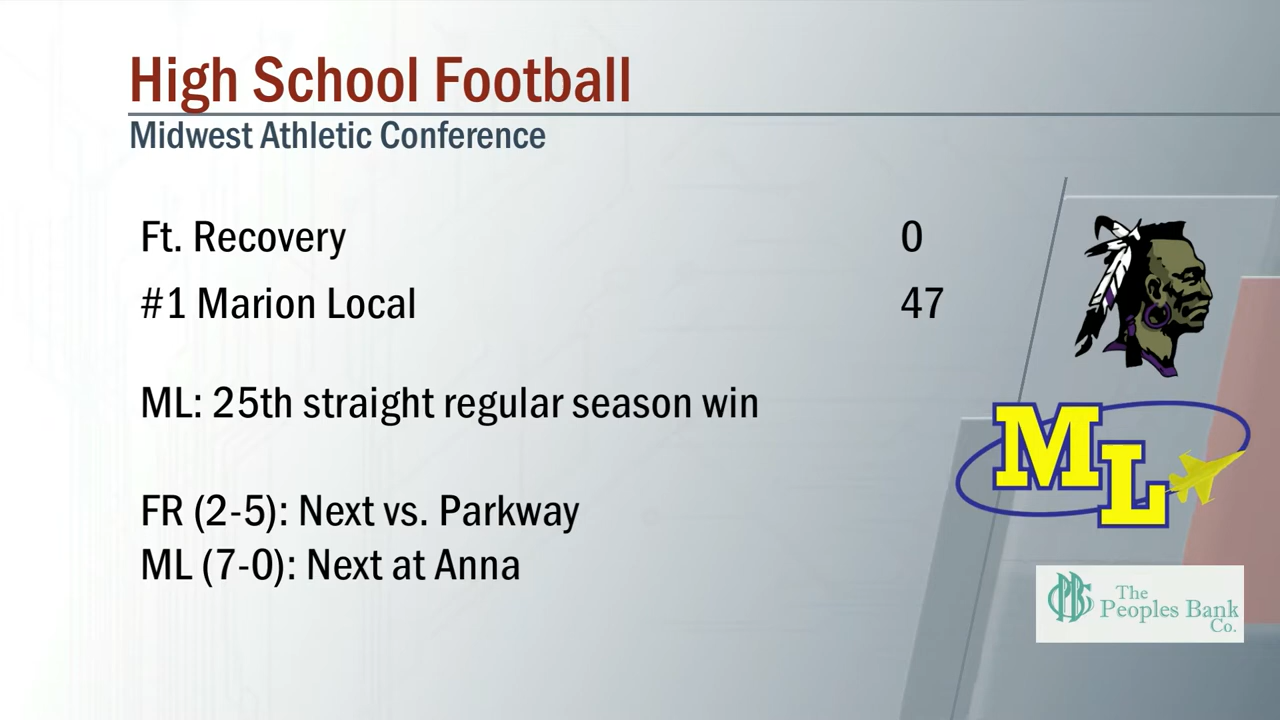 High School Football
Midwest Athletic Conference
Ft. Recovery 0
#1 Marion Local 47
ML: 25th straight regular season win
FR (2-5): Next vs. Parkway
ML (7-0): Next at Anna
ML
The
Peoples Bank
Co.